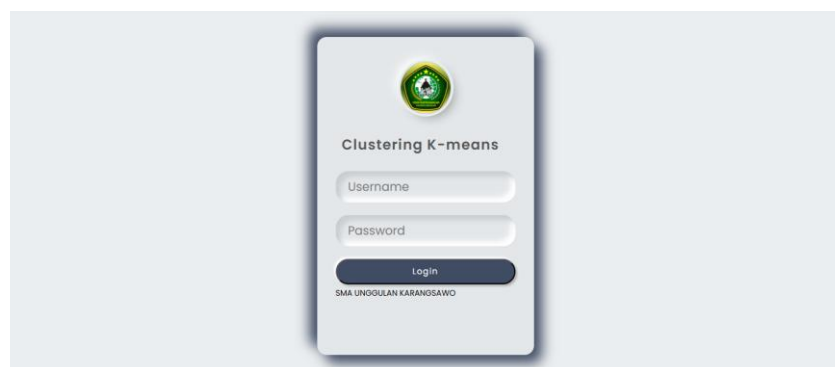 Clustering K-means
Username
Password
Login
SMA UNGGULAN KARANGSAWO